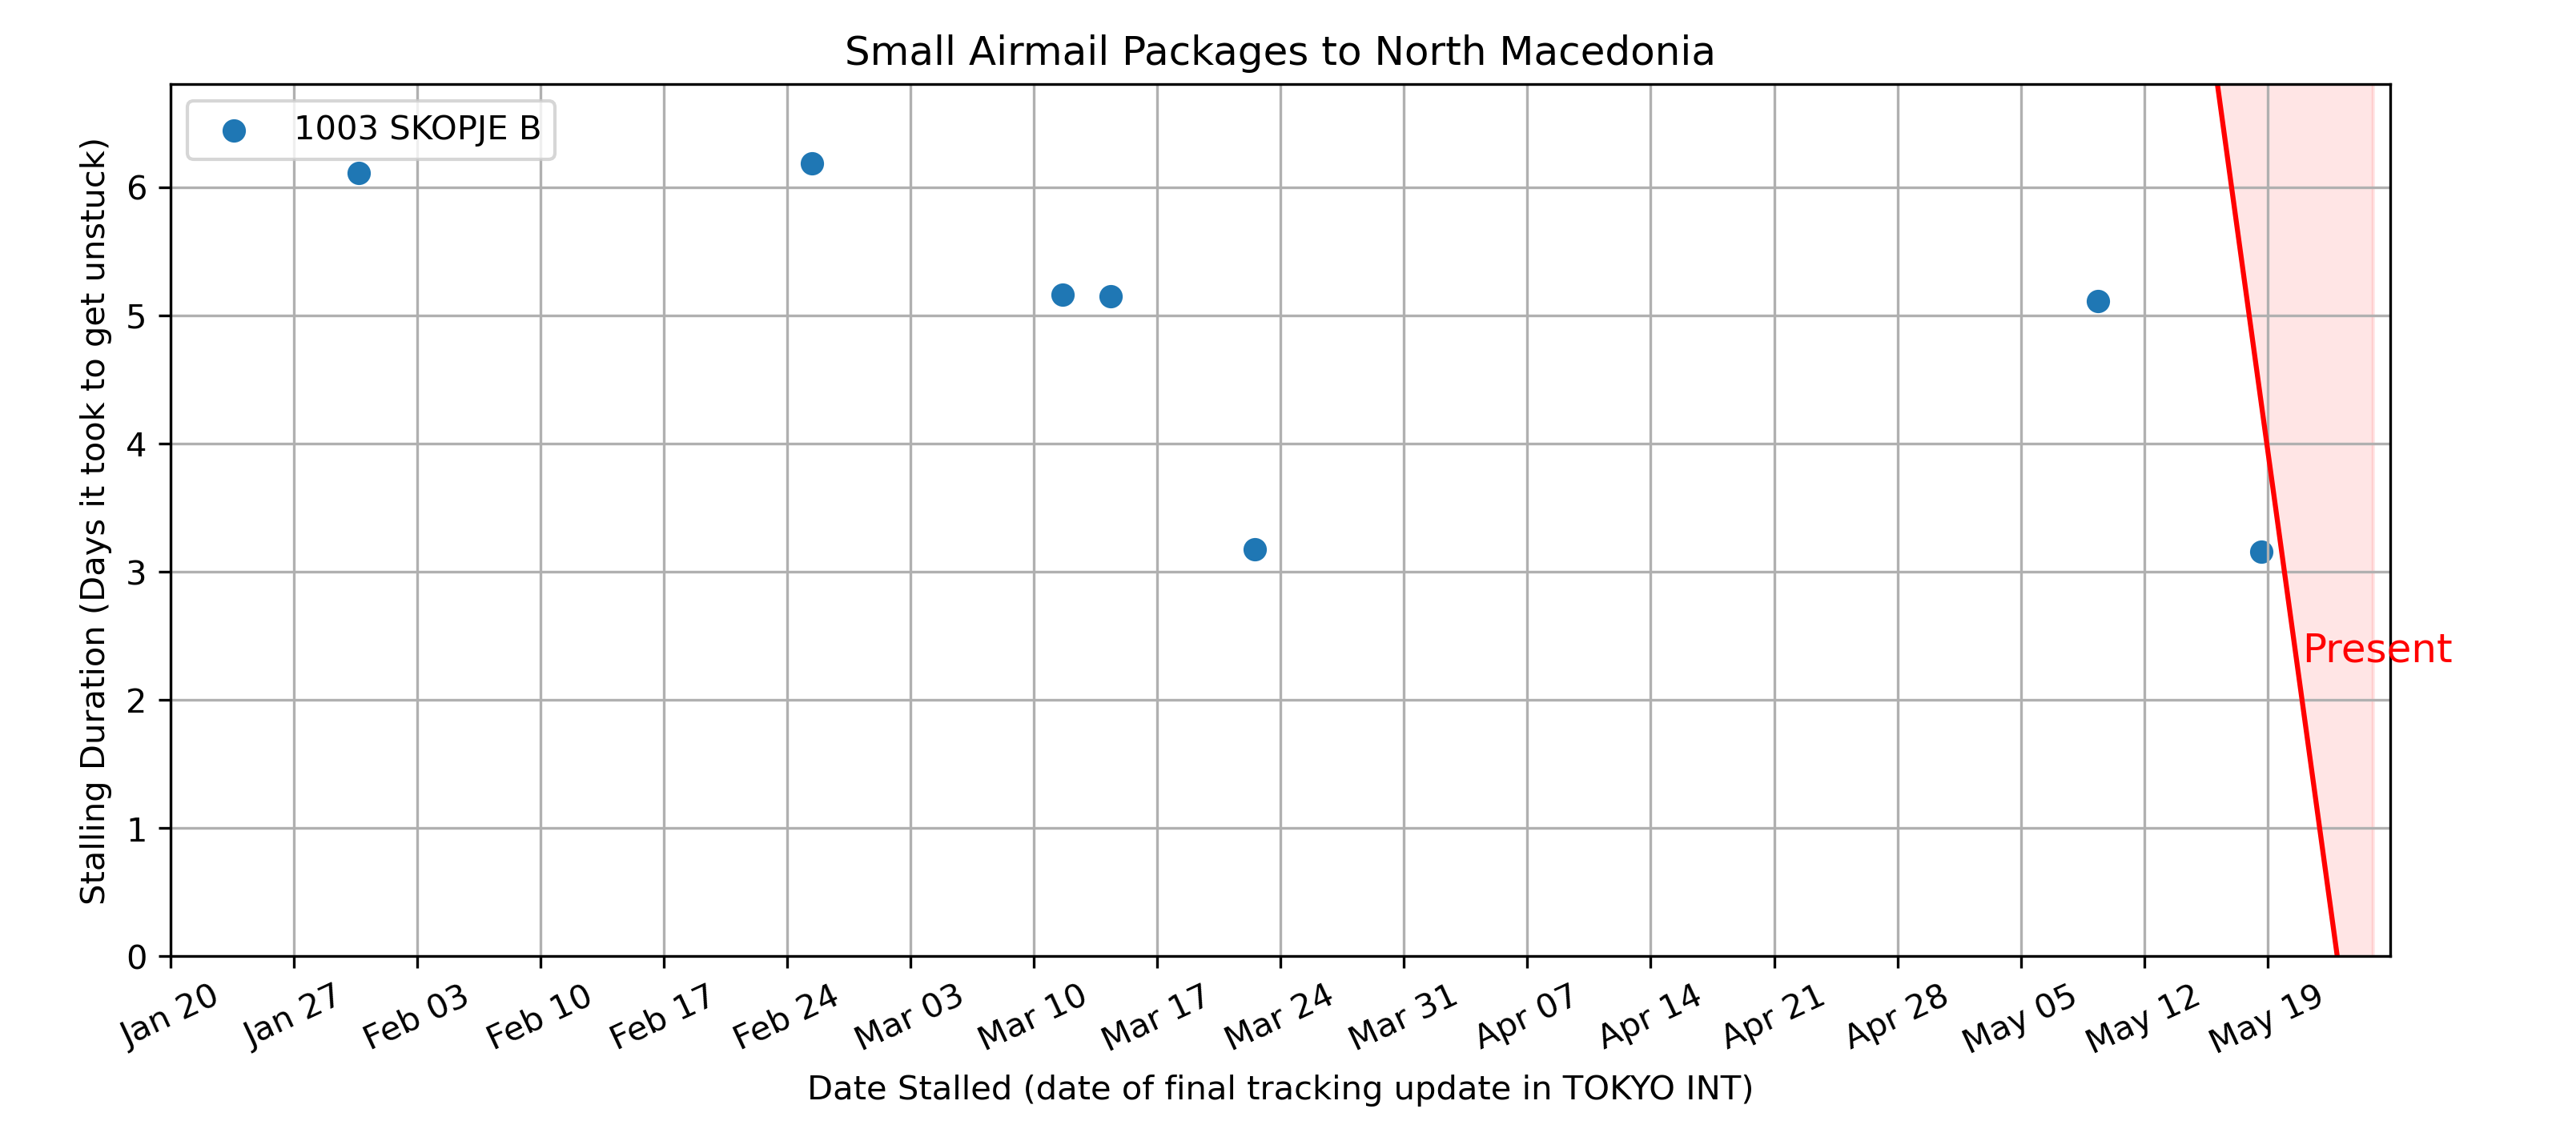 Small Airmail Packages to North Macedonia
1003 SKOPJE B
Stalling Duration (Days it took to get unstuck)
6
5
4
3
2
1
0
Present
Jan 20
Jan 27
Feb 03
Feb 10
Feb 17
Feb 24
Mar 03
Mar 10
Mar 17
Mar 24
Mar 31
Apr 07
Apr 14
Apr 21
Apr 28
May 05
May 12
May 19
Date Stalled (date of final tracking update in TOKYO INT)